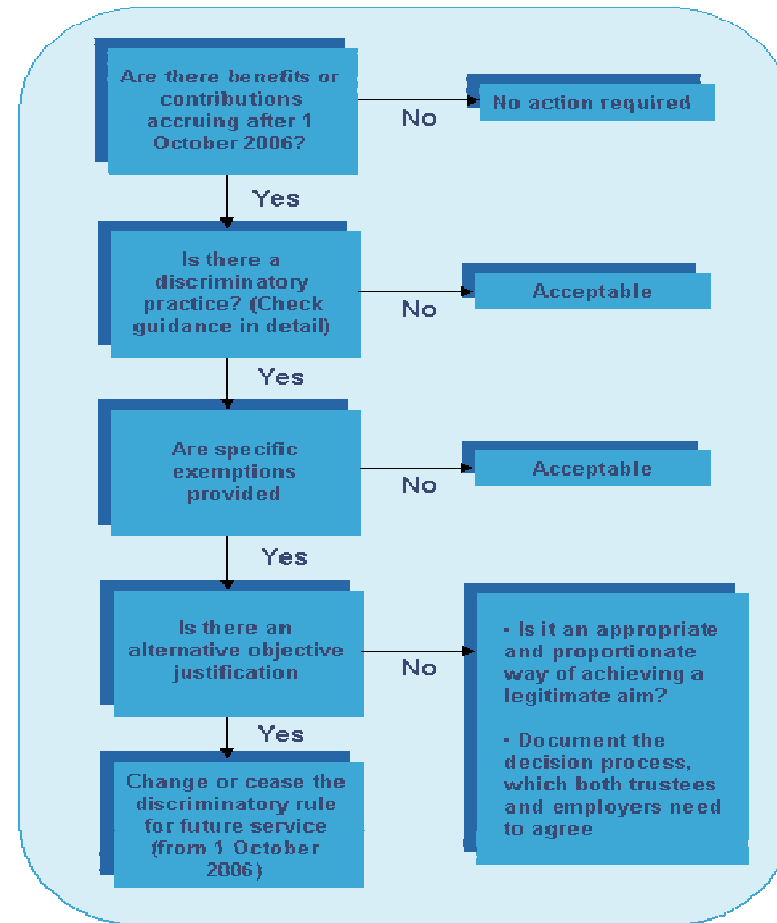 Are there benefits or
contributions
accruing after 1
October 2006?
No
No action required
Yes
Is there a
discriminatory
practice? (Check
guidance in detail)
No
Acceptable
Yes
Are specific
exemptions
provided
No
Acceptable
Yes
Is there an
alternative objective
justification
No
• Is it an appropriate
and proportionate
way of achieving a
legitimate aim?
• Document the
decision process,
which both trustees
and employers need
to agree
Yes
Change or cease the
discriminatory rule
for future service
(from 1 October
2006)